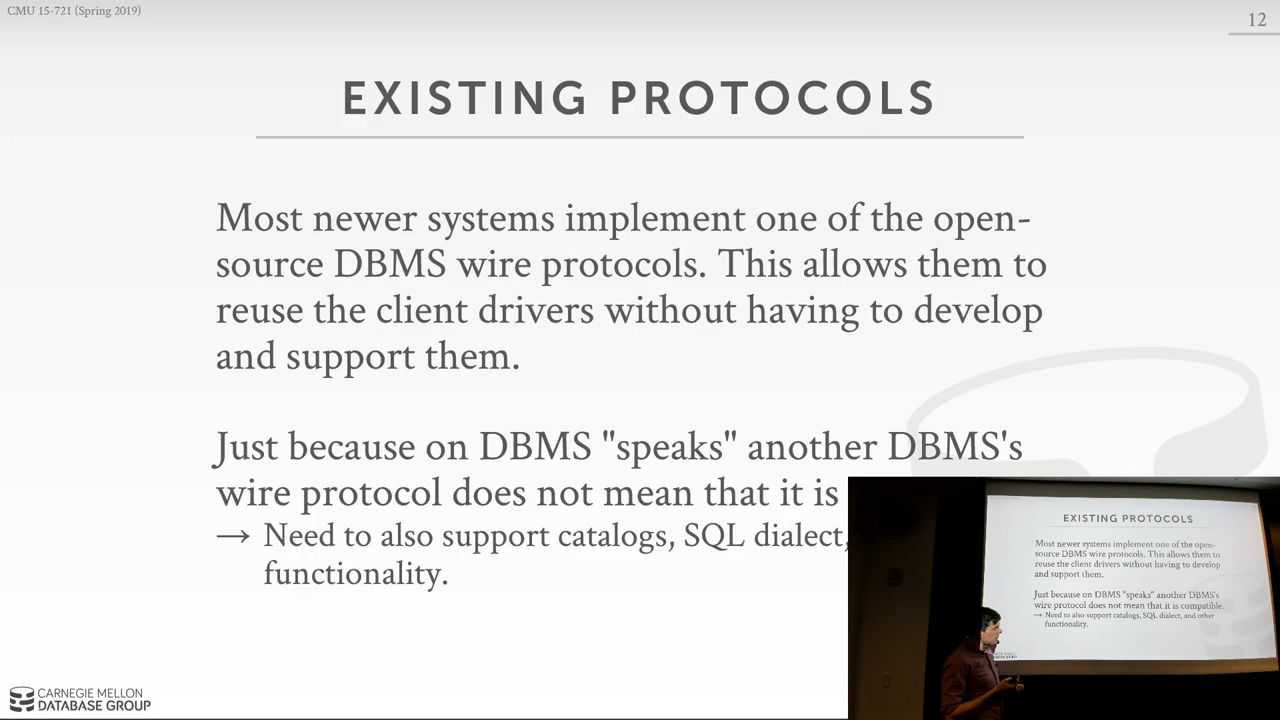 CMU 15-721 (Spring 2019)
12
EXISTING PROTOCOLS
Most newer systems implement one of the open-
source DBMS wire protocols. This allows them to
reuse the client drivers without having to develop
and support them.
Just because on DBMS "speaks" another DBMS's
wire protocol does not mean that it is
→ Need to also support catalogs, SQL dialect,
functionality.
CARNEGIE MELLON
DATABASE GROUP
EXISTING PROTOCOLS
Most newer systems implement one of the open-
source DBMS wire protocols. This allows them to
reuse the client drivers without having to develop
and support them.
Just because on DBMS "speaks" another DBMS's
wire protocol does not mean that it is compatible.
→ Need to also support catalogs, SQL dialect, and other
functionality.